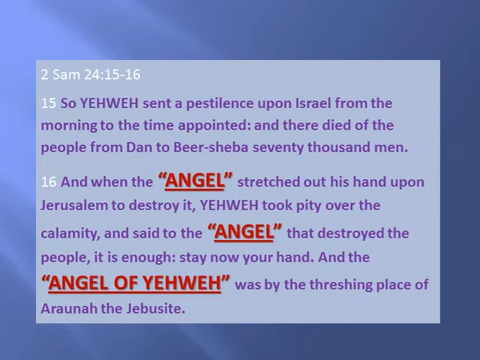 2 Sam 24:15-16
15 So YEHWEH sent a pestilence upon Israel from the
morning to the time appointed: and there died of the
people from Dan to Beer-sheba seventy thousand men.
16 And when the “ANGEL” stretched out his hand upon
Jerusalem to destroy it, YEHWEH took pity over the
calamity, and said to the “ANGEL” that destroyed the
people, it is enough: stay now your hand. And the
“ANGEL OF YEHWEH” was by the threshing place of
Araunah the Jebusite.